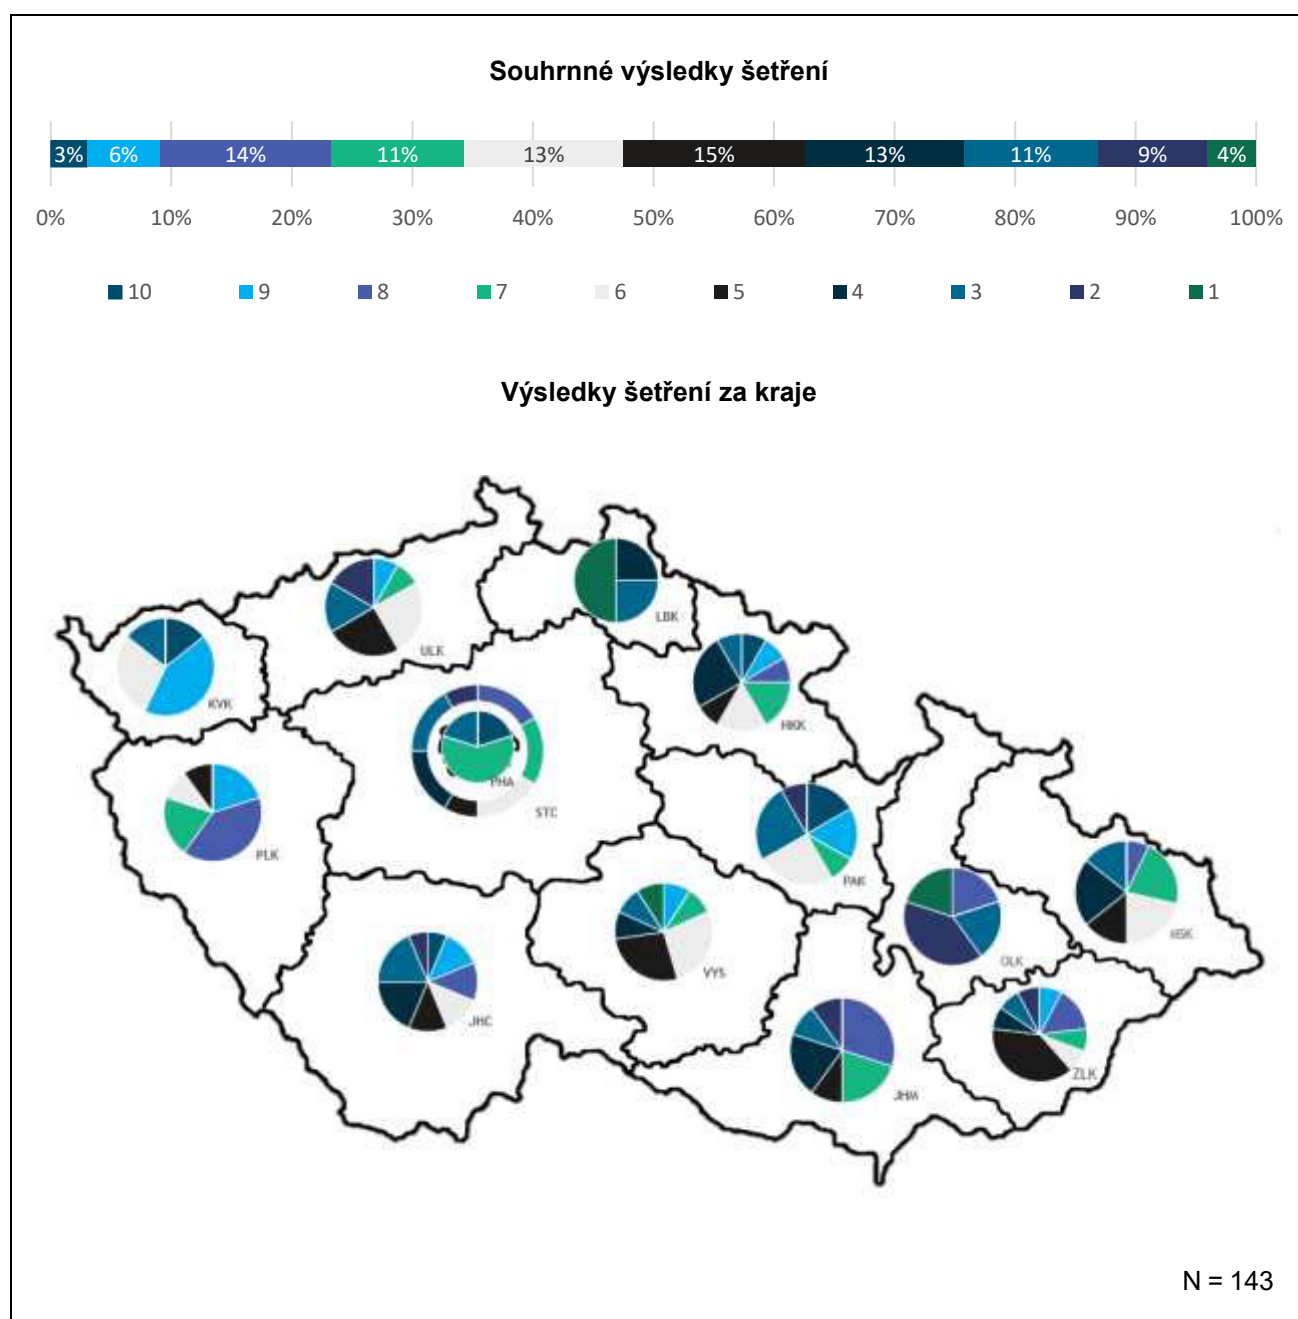 Souhrnné výsledky šetření
3% 6% 14% 11% 13% 15% 13% 11% 9% 4%
0% 10% 20% 30% 40% 50% 60% 70% 80% 90% 100%
10 9 8 7 6 5 4 3 2 1
Výsledky šetření za kraje
LBK
ULK
KVK
HKK
PHA
STC
PLK
PAK
MSK
OLK
VYS
JHC
ZLK
JHM
N = 143